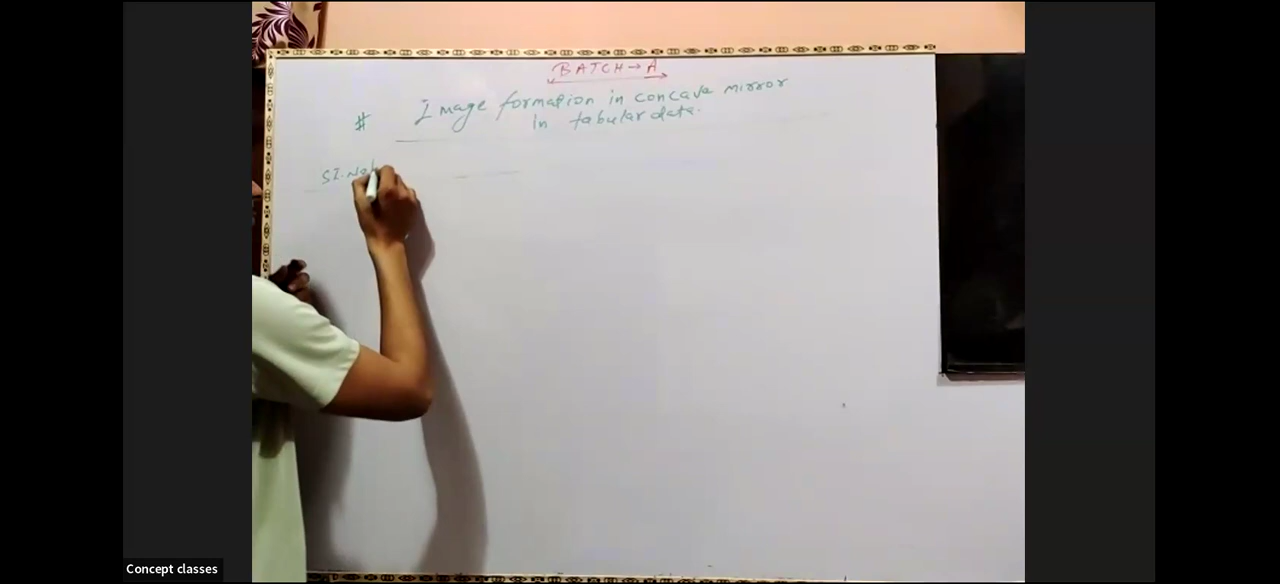 BATCH → A
# Image formation in concave mirror
in tabular data.
SI. No
Concept classes